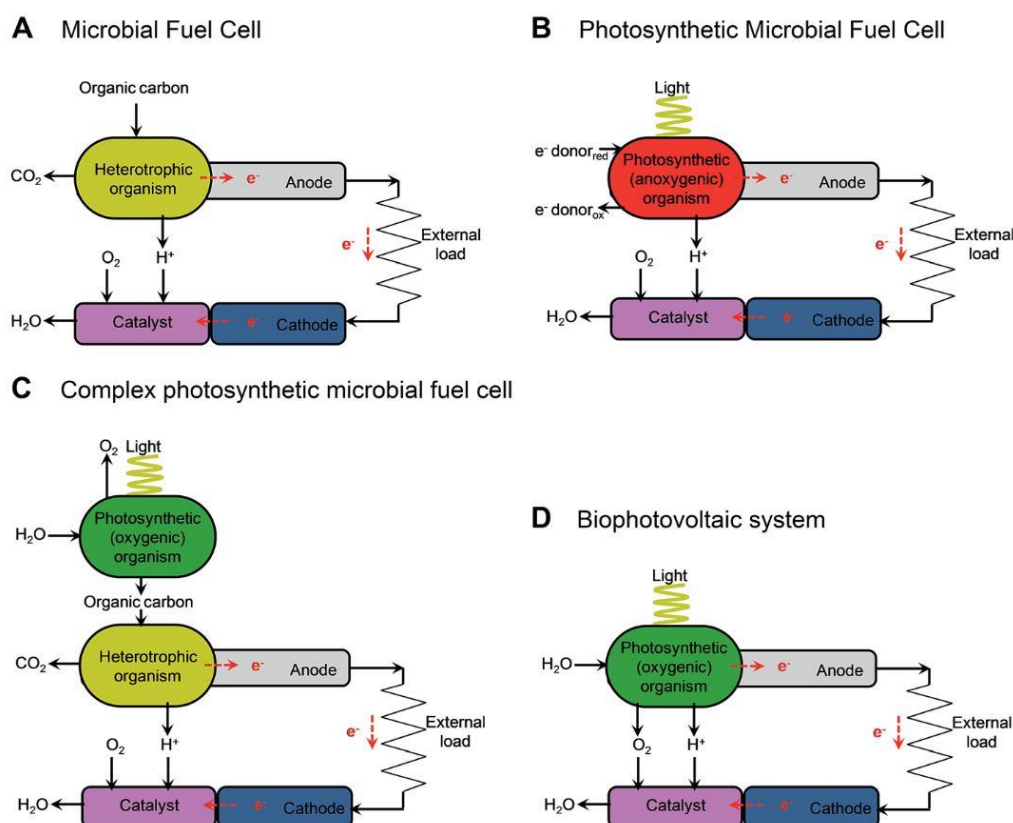 A Microbial Fuel Cell
Organic carbon
Heterotrophic
organism
CO₂
e⁻
Anode
e⁻
External
load
O₂
H⁺
H₂O
Catalyst
e⁻
Cathode
B Photosynthetic Microbial Fuel Cell
Light
e⁻ donor_red
Photosynthetic
(anoxygenic)
organism
e⁻
Anode
e⁻ donor_ox
e⁻
External
load
O₂
H⁺
H₂O
Catalyst
e⁻
Cathode
C Complex photosynthetic microbial fuel cell
O₂
Light
H₂O
Photosynthetic
(oxygenic)
organism
Organic carbon
CO₂
Heterotrophic
organism
e⁻
Anode
e⁻
External
load
O₂
H⁺
H₂O
Catalyst
e⁻
Cathode
D Biophotovoltaic system
Light
H₂O
Photosynthetic
(oxygenic)
organism
e⁻
Anode
e⁻
External
load
O₂
H⁺
H₂O
Catalyst
e⁻
Cathode